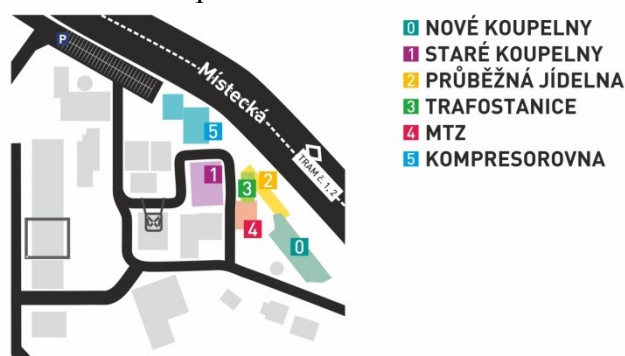 P
Místecká
TRAM č. 1, 2
5
1
2
3
4
0
0 NOVÉ KOUPELNY
1 STARÉ KOUPELNY
2 PRŮBĚŽNÁ JÍDELNA
3 TRAFOSTANICE
4 MTZ
5 KOMPRESOROVNA